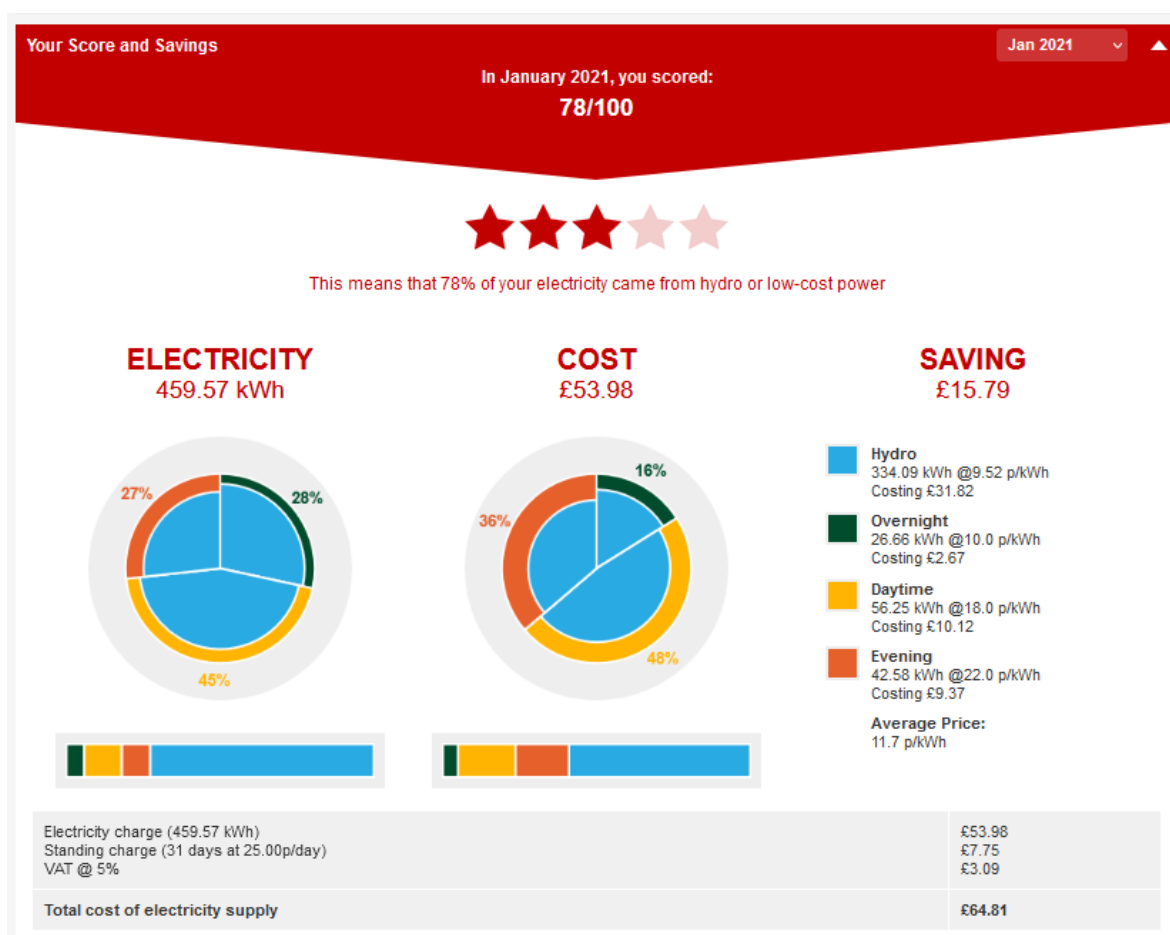 Your Score and Savings
Jan 2021
In January 2021, you scored:
78/100
This means that 78% of your electricity came from hydro or low-cost power
ELECTRICITY
459.57 kWh
27%
28%
45%
COST
£53.98
16%
36%
48%
SAVING
£15.79
Hydro
334.09 kWh @9.52 p/kWh
Costing £31.82
Overnight
26.66 kWh @10.0 p/kWh
Costing £2.67
Daytime
56.25 kWh @18.0 p/kWh
Costing £10.12
Evening
42.58 kWh @22.0 p/kWh
Costing £9.37
Average Price:
11.7 p/kWh
Electricity charge (459.57 kWh) £53.98
Standing charge (31 days at 25.00p/day) £7.75
VAT @ 5% £3.09
Total cost of electricity supply £64.81